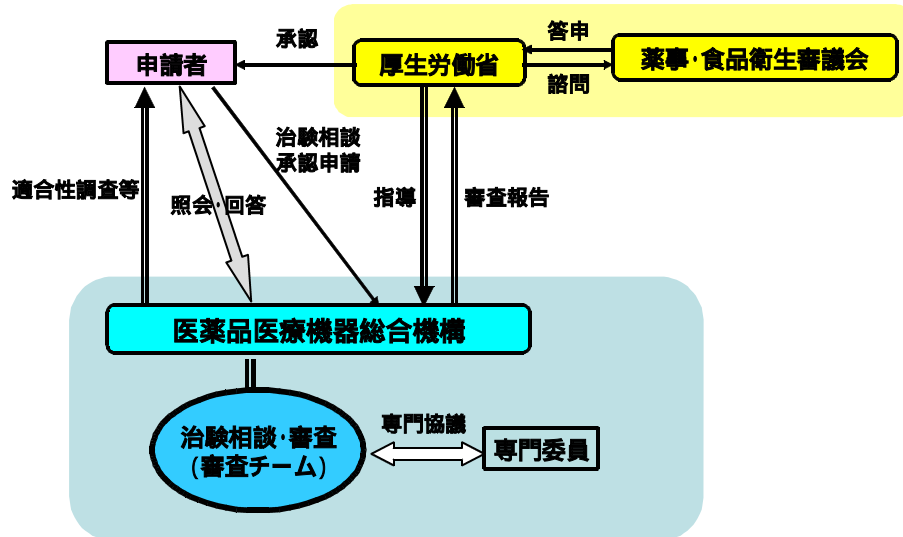 承認
答申
申請者
厚生労働省
薬事・食品衛生審議会
諮問
治験相談
承認申請
適合性調査等
照会・回答
指導
審査報告
医薬品医療機器総合機構
専門協議
治験相談・審査
(審査チーム)
専門委員